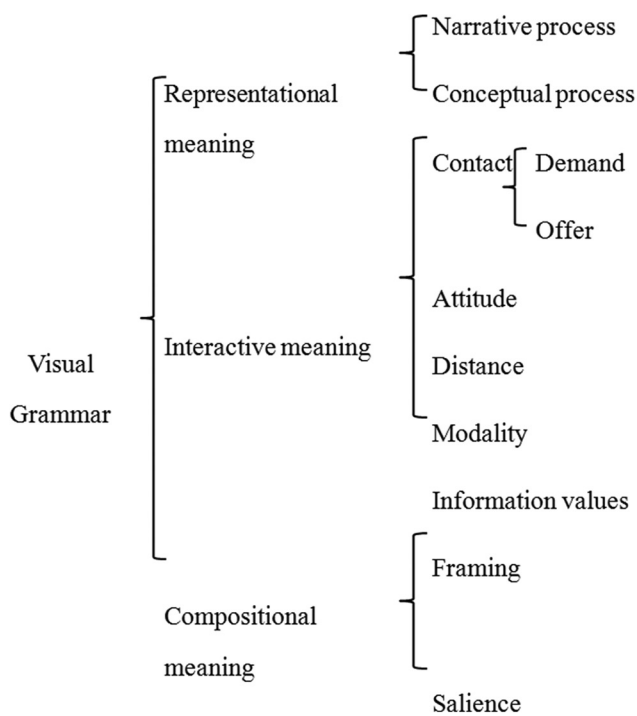 Narrative process
Representational
meaning
Conceptual process
Contact
Demand
Offer
Attitude
Visual
Grammar
Interactive meaning
Distance
Modality
Information values
Framing
Compositional
meaning
Salience